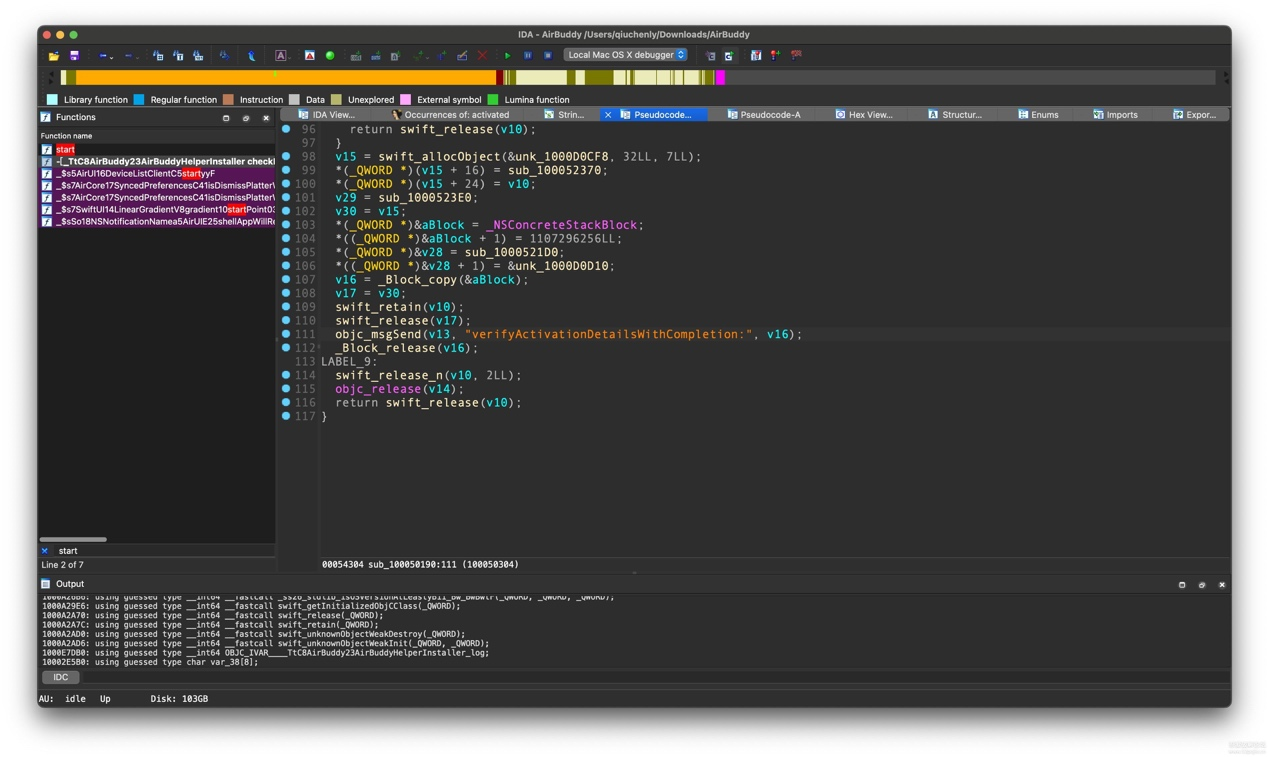 IDA - AirBuddy /Users/qiuchenly/Downloads/AirBuddy
Local Mac OS X debugger
Library function Regular function Instruction Data Unexplored External symbol Lumina function
Functions
IDA View... Occurrences of: activated Strin... Pseudocode... Pseudocode-A Hex View... Structur... Enums Imports Expor...
Function name
start
-[_TtC8AirBuddy23AirBuddyHelperInstaller checkI
_$s5AirUI16DeviceListClientC5startyyF
_$s7AirCore17SyncedPreferencesC41isDismissPlatterW
_$s7AirCore17SyncedPreferencesC41isDismissPlatterW
_$s7SwiftUI14LinearGradientV8gradient10startPoint03
_$sSo18NSNotificationNamea5AirUIE25shellAppWillRe
96 return swift_release(v10);
97 }
98 v15 = swift_allocObject(&unk_1000D0CF8, 32LL, 7LL);
99 *(_QWORD *)(v15 + 16) = sub_100052370;
100 *(_QWORD *)(v15 + 24) = v10;
101 v29 = sub_1000523E0;
102 v30 = v15;
103 *(_QWORD *)&aBlock = _NSConcreteStackBlock;
104 *((_QWORD *)&aBlock + 1) = 1107296256LL;
105 *(_QWORD *)&v28 = sub_1000521D0;
106 *((_QWORD *)&v28 + 1) = &unk_1000D0D10;
107 v16 = _Block_copy(&aBlock);
108 v17 = v30;
109 swift_retain(v10);
110 swift_release(v17);
111 objc_msgSend(v13, "verifyActivationDetailsWithCompletion:", v16);
112 _Block_release(v16);
113 LABEL_9:
114 swift_release_n(v10, 2LL);
115 objc_release(v14);
116 return swift_release(v10);
117 }
start
Line 2 of 7
00054304 sub_100050190:111 (100050304)
Output
1000A29E6: using guessed type __int64 __fastcall swift_getInitializedObjCClass(_QWORD);
1000A2A70: using guessed type __int64 __fastcall swift_release(_QWORD);
1000A2A7C: using guessed type __int64 __fastcall swift_retain(_QWORD);
1000A2AD0: using guessed type __int64 __fastcall swift_unknownObjectWeakDestroy(_QWORD);
1000A2AD6: using guessed type __int64 __fastcall swift_unknownObjectWeakInit(_QWORD, _QWORD);
1000E7DB0: using guessed type __int64 OBJC_IVAR____TtC8AirBuddy23AirBuddyHelperInstaller_log;
10002E5B0: using guessed type char var_38[8];
IDC
AU: idle Up Disk: 103GB